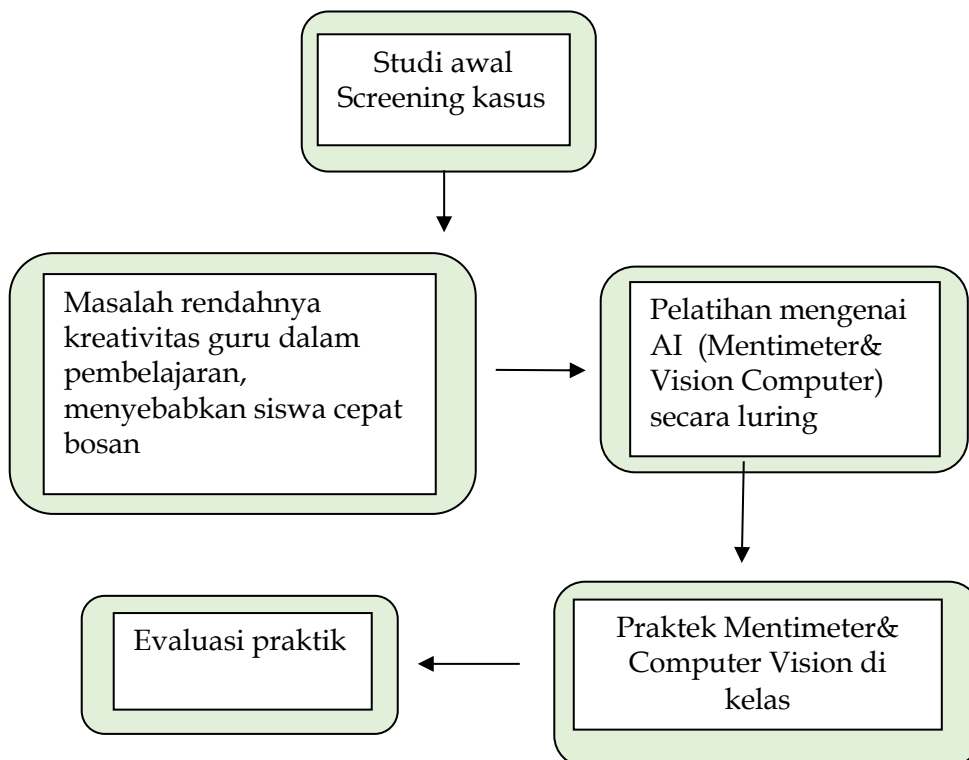 Studi awal
Screening kasus
Masalah rendahnya
kreativitas guru dalam
pembelajaran,
menyebabkan siswa cepat
bosan
Pelatihan mengenai
AI (Mentimeter&
Vision Computer)
secara luring
Praktek Mentimeter&
Computer Vision di
kelas
Evaluasi praktik